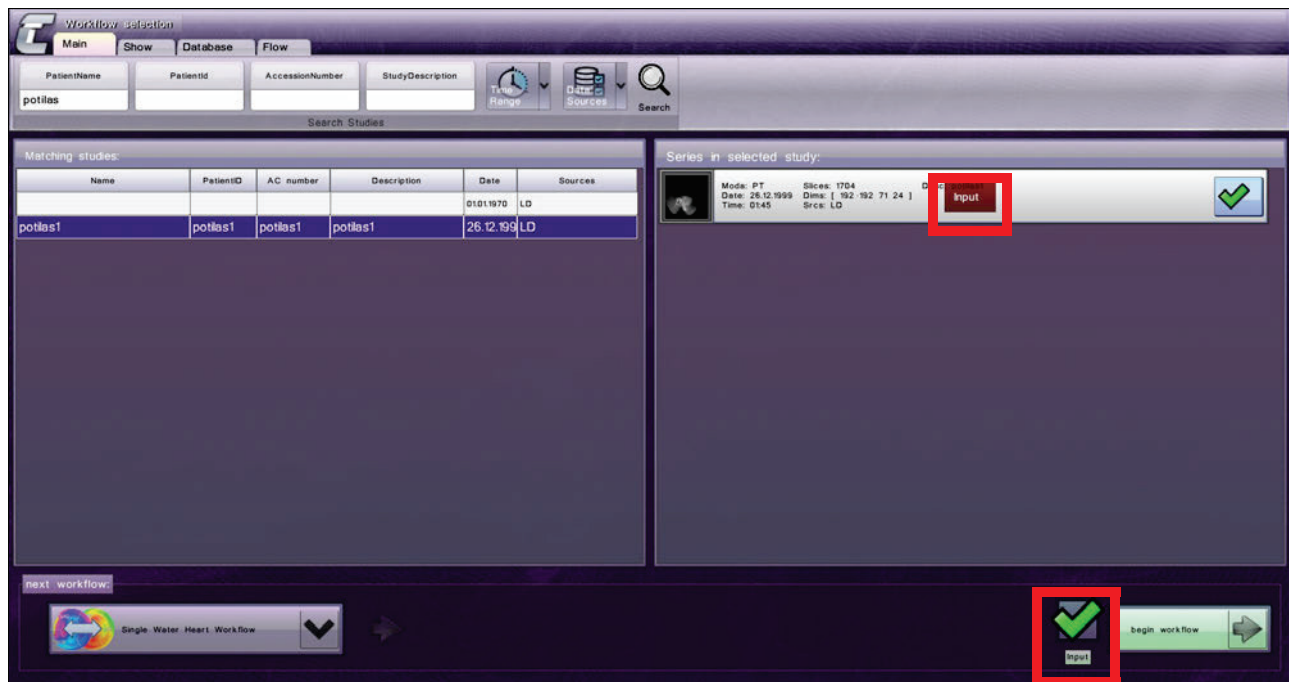 Workflow selection
Main Show Database Flow
PatientName PatientId AccessionNumber StudyDescription
potilas
Time Range
Data Sources
Search
Search Studies
Matching studies:
Name PatientID AC number Description Date Sources
01.01.1970 LD
potilas1 potilas1 potilas1 potilas1 26.12.199 LD
Series in selected study:
Moda: PT Slices: 1704
Date: 26.12.1999 Dims: [ 192 192 71 24 ]
Time: 01:45 Srcs: LD
Input
next workflow:
Single Water Heart Workflow
Input
begin workflow